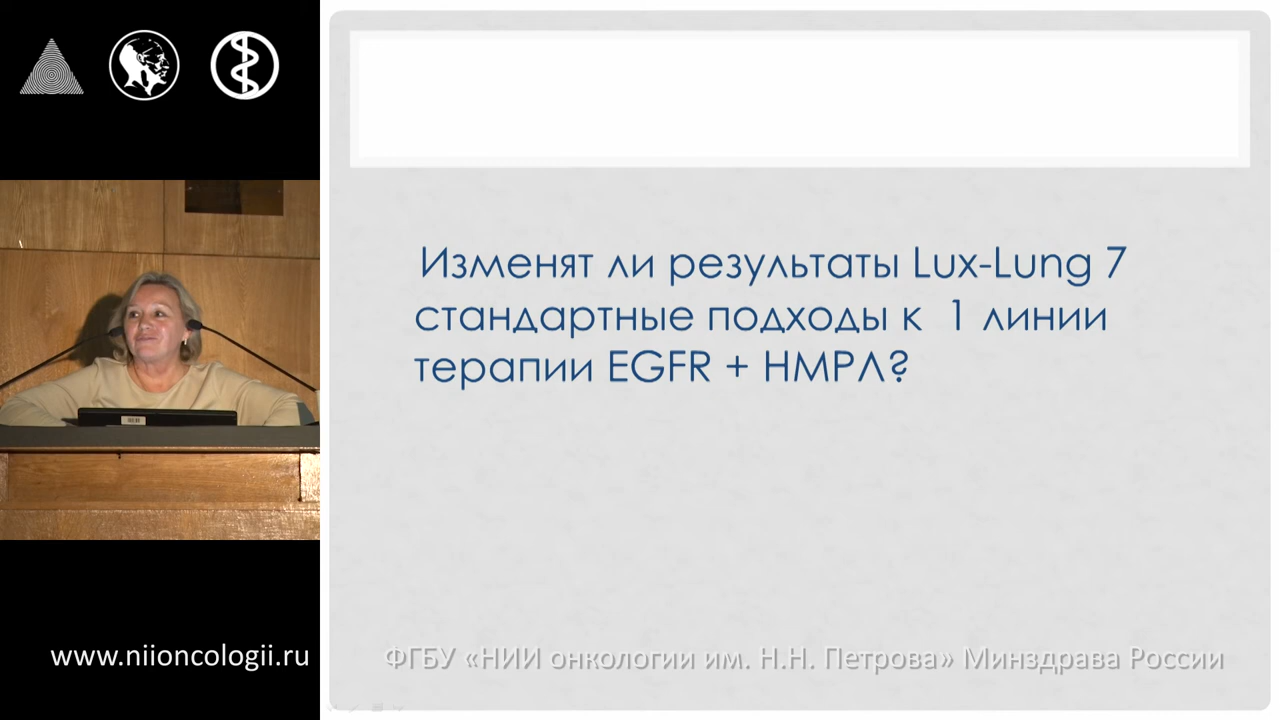 Изменят ли результаты Lux-Lung 7
стандартные подходы к 1 линии
терапии EGFR + НМРЛ?
www.niioncologii.ru
ФГБУ «НИИ онкологии им. Н.Н. Петрова» Минздрава России